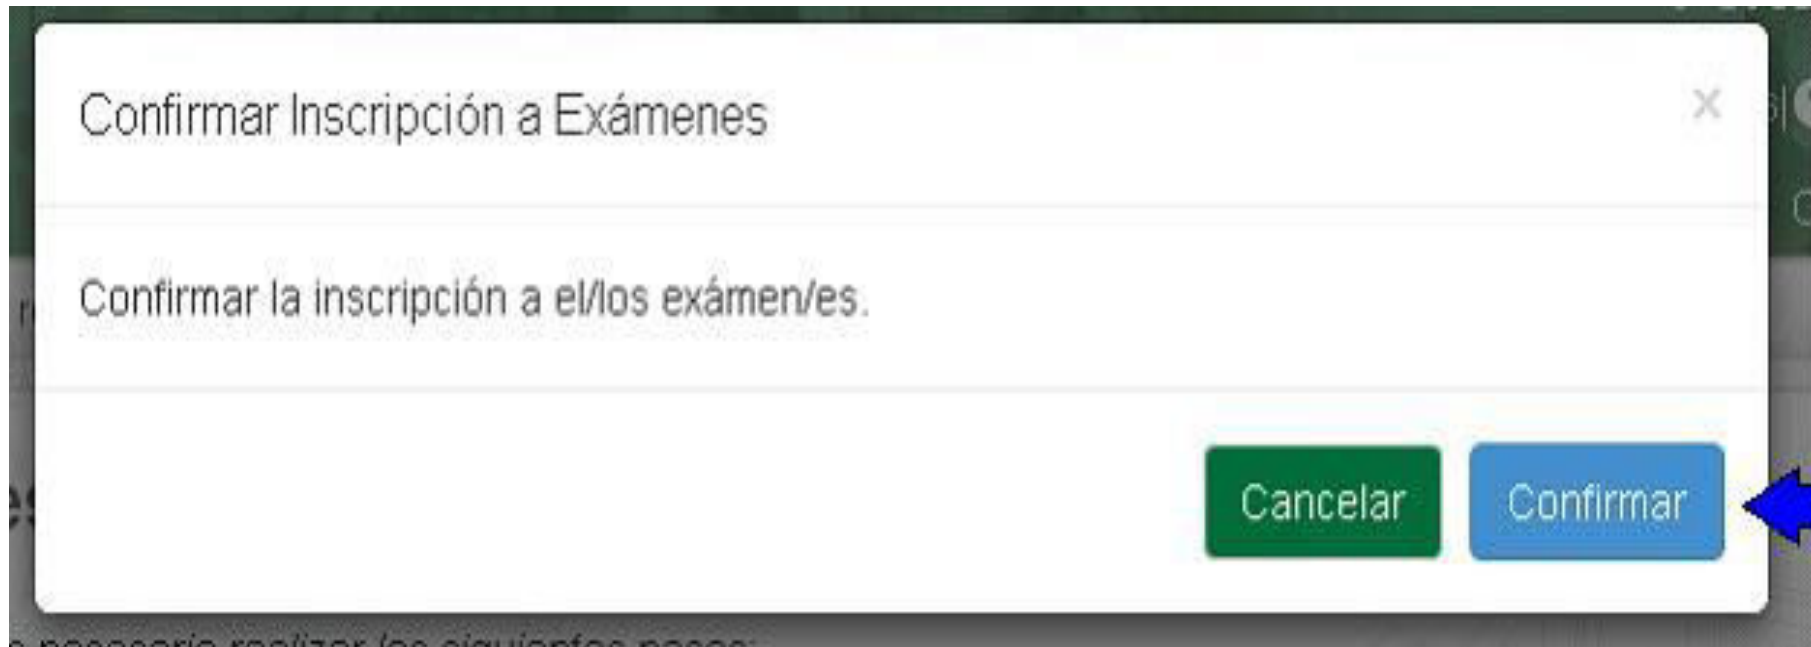 Confirmar Inscripción a Exámenes
×
Confirmar la inscripción a el/los exámen/es.
Cancelar
Confirmar